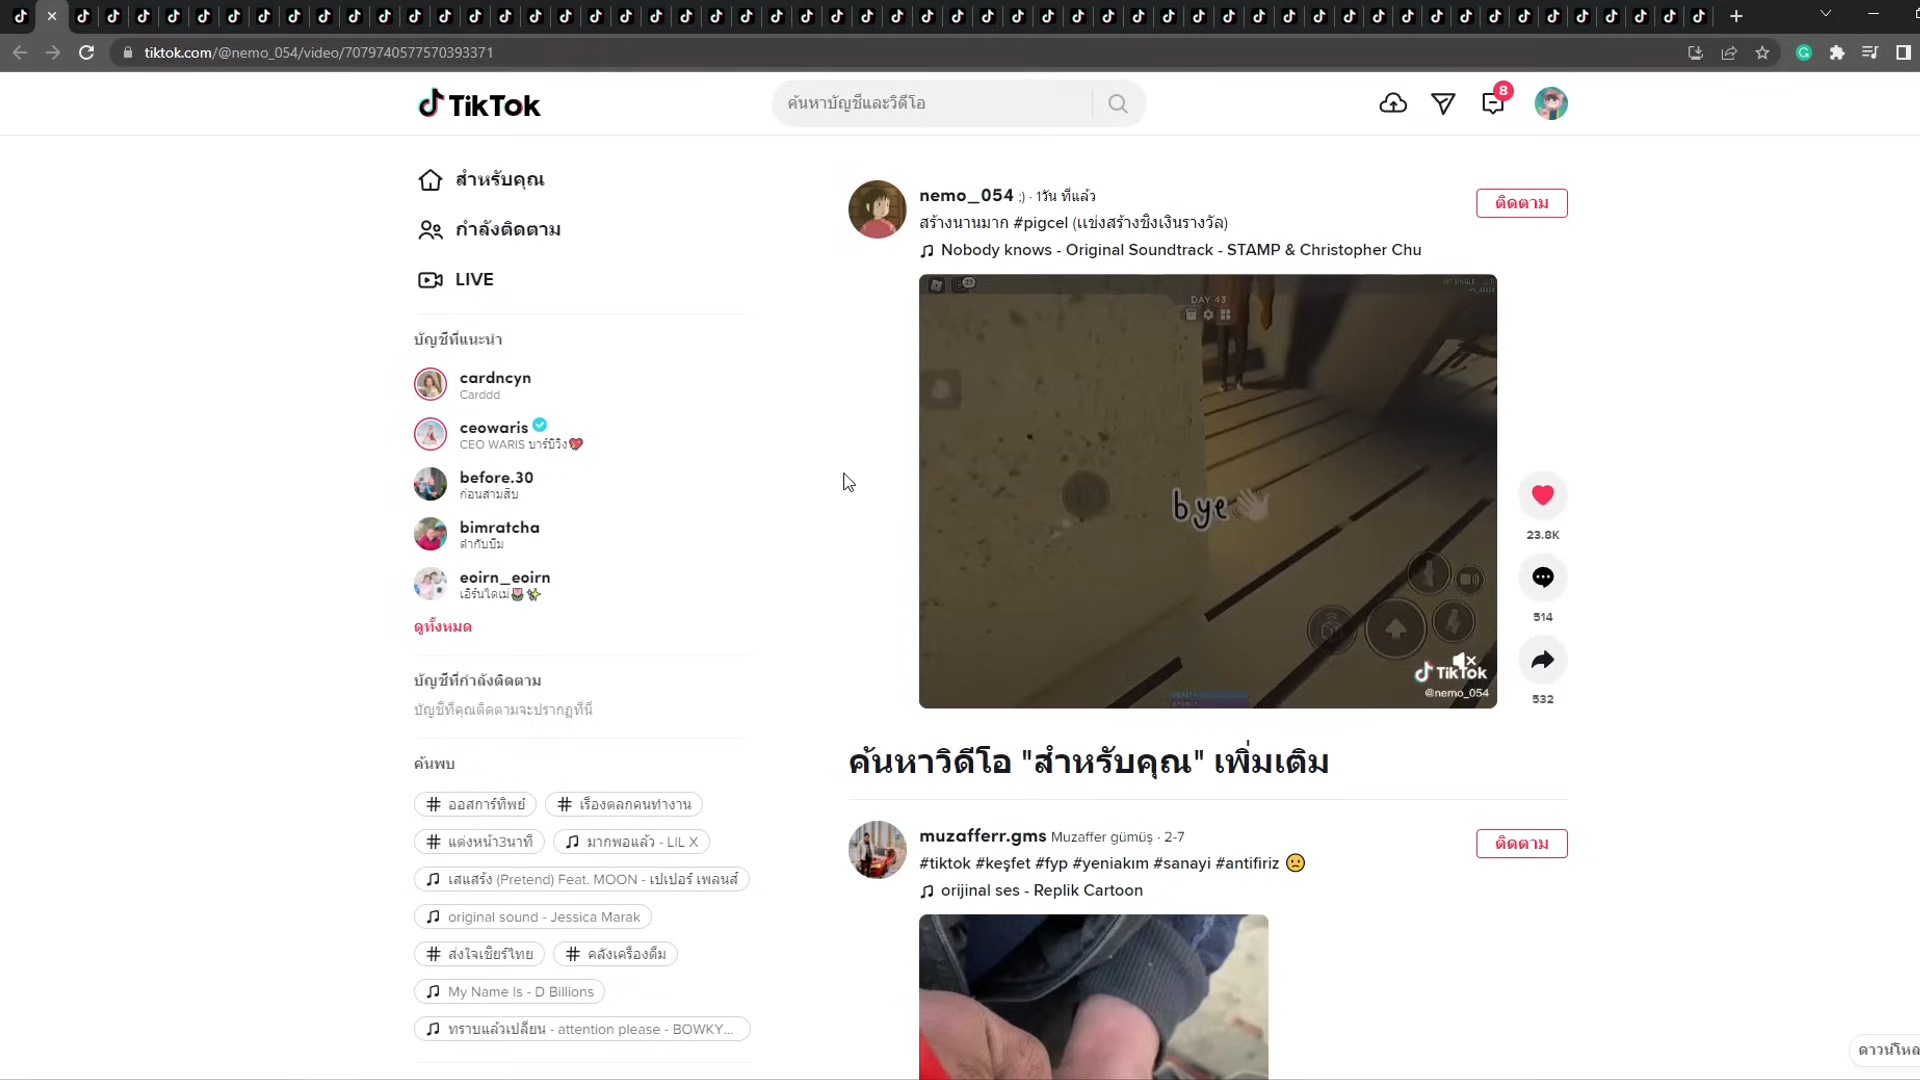 tiktok.com/@nemo_054/video/7079740577570393371
TikTok
ค้นหาบัญชีและวิดีโอ
8
สำหรับคุณ
กำลังติดตาม
LIVE
บัญชีที่แนะนำ
cardncyn
Carddd
ceowaris
CEO WARIS บาร์บีวิ้ง
before.30
ก่อนสามสิบ
bimratcha
ดำกับบิ๊ม
eoirn_eoirn
ดูทั้งหมด
บัญชีที่กำลังติดตาม
บัญชีที่คุณติดตามจะปรากฏที่นี่
ค้นพบ
# ออสการ์ทิพย์
# เรื่องตลกคนทำงาน
# แต่งหน้า3นาที
มากพอแล้ว - LIL X
เสแสร้ง (Pretend) Feat. MOON - เปเปอร์ เพลนส์
original sound - Jessica Marak
# ส่งใจเชียร์ไทย
# คลังเครื่องดื่ม
My Name Is - D Billions
ทราบแล้วเปลี่ยน - attention please - BOWKY...
nemo_054 ;) · 1วัน ที่แล้ว
ติดตาม
สร้างนานมาก #pigcel (แข่งสร้างชิงเงินรางวัล)
Nobody knows - Original Soundtrack - STAMP & Christopher Chu
23
DAY 43
bye
TikTok
@nemo_054
23.8K
514
532
ค้นหาวิดีโอ "สำหรับคุณ" เพิ่มเติม
muzafferr.gms Muzaffer gümüş · 2-7
ติดตาม
#tiktok #keşfet #fyp #yeniakım #sanayi #antifiriz
orijinal ses - Replik Cartoon